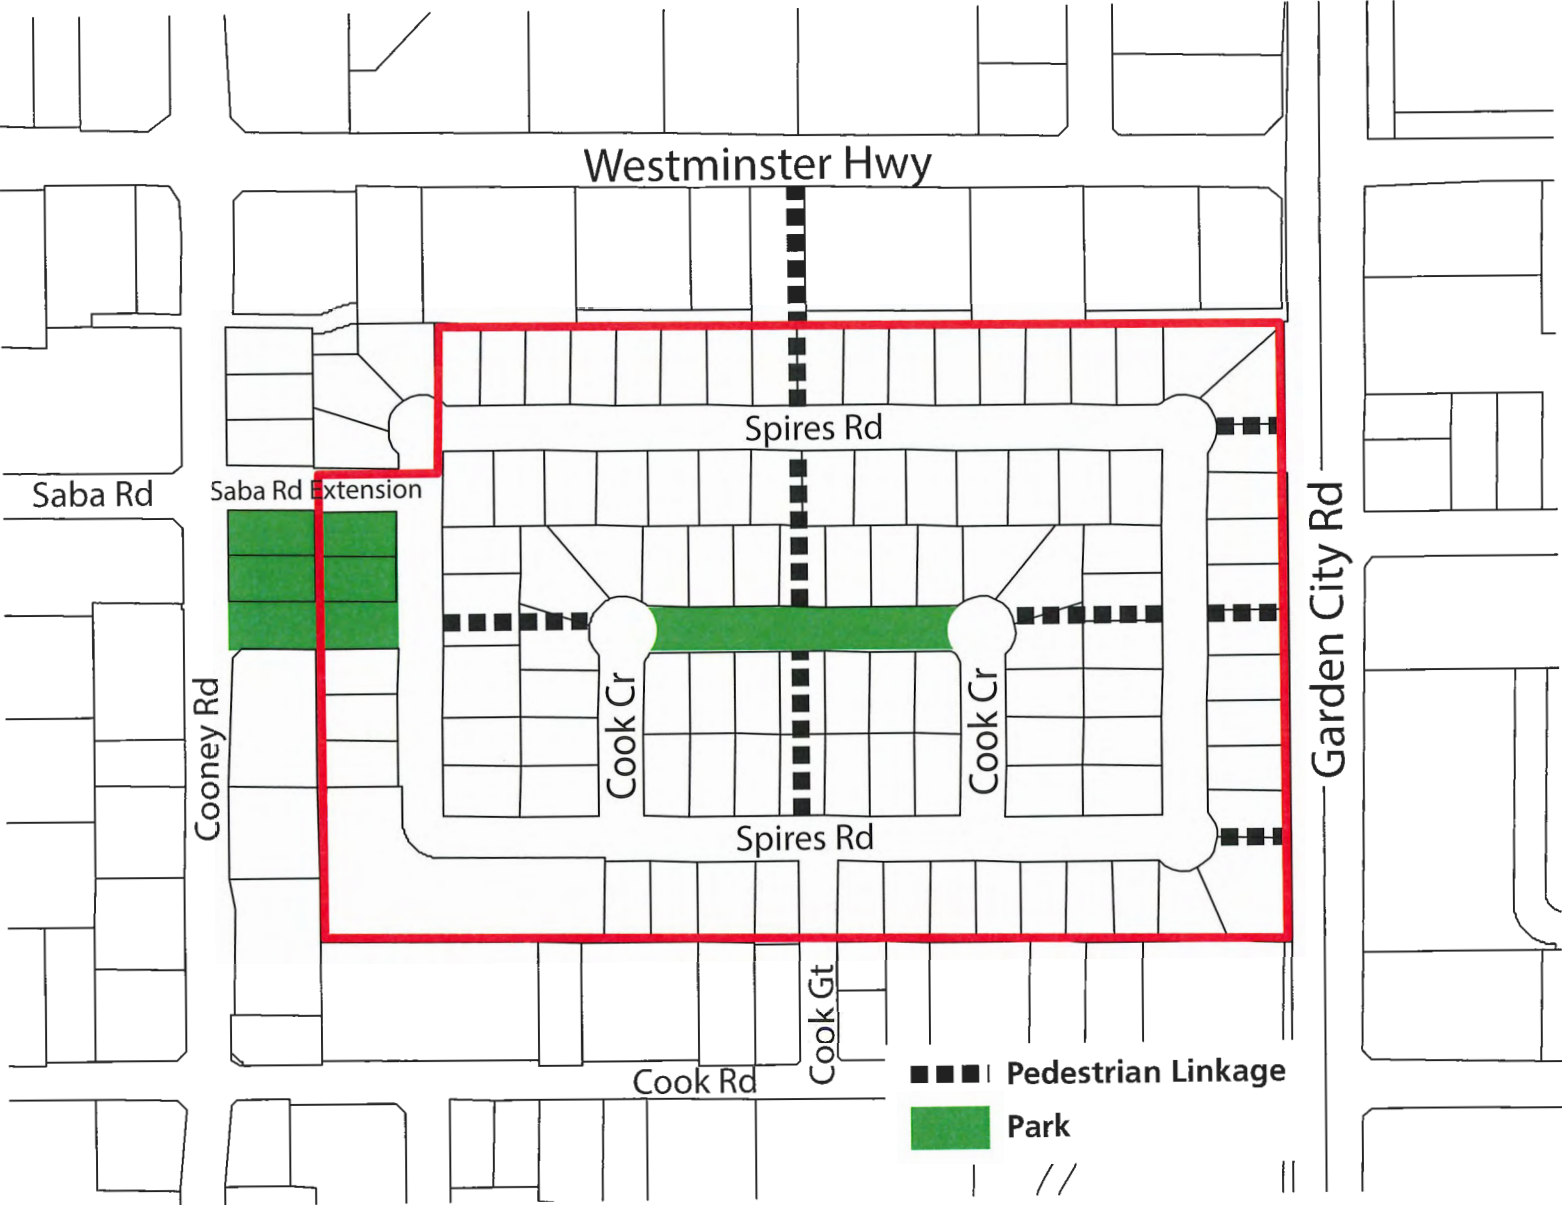 Westminster Hwy
Spires Rd
Saba Rd
Saba Rd Extension
Garden City Rd
Cooney Rd
Cook Cr
Cook Cr
Spires Rd
Cook Gt
Cook Rd
Pedestrian Linkage
Park